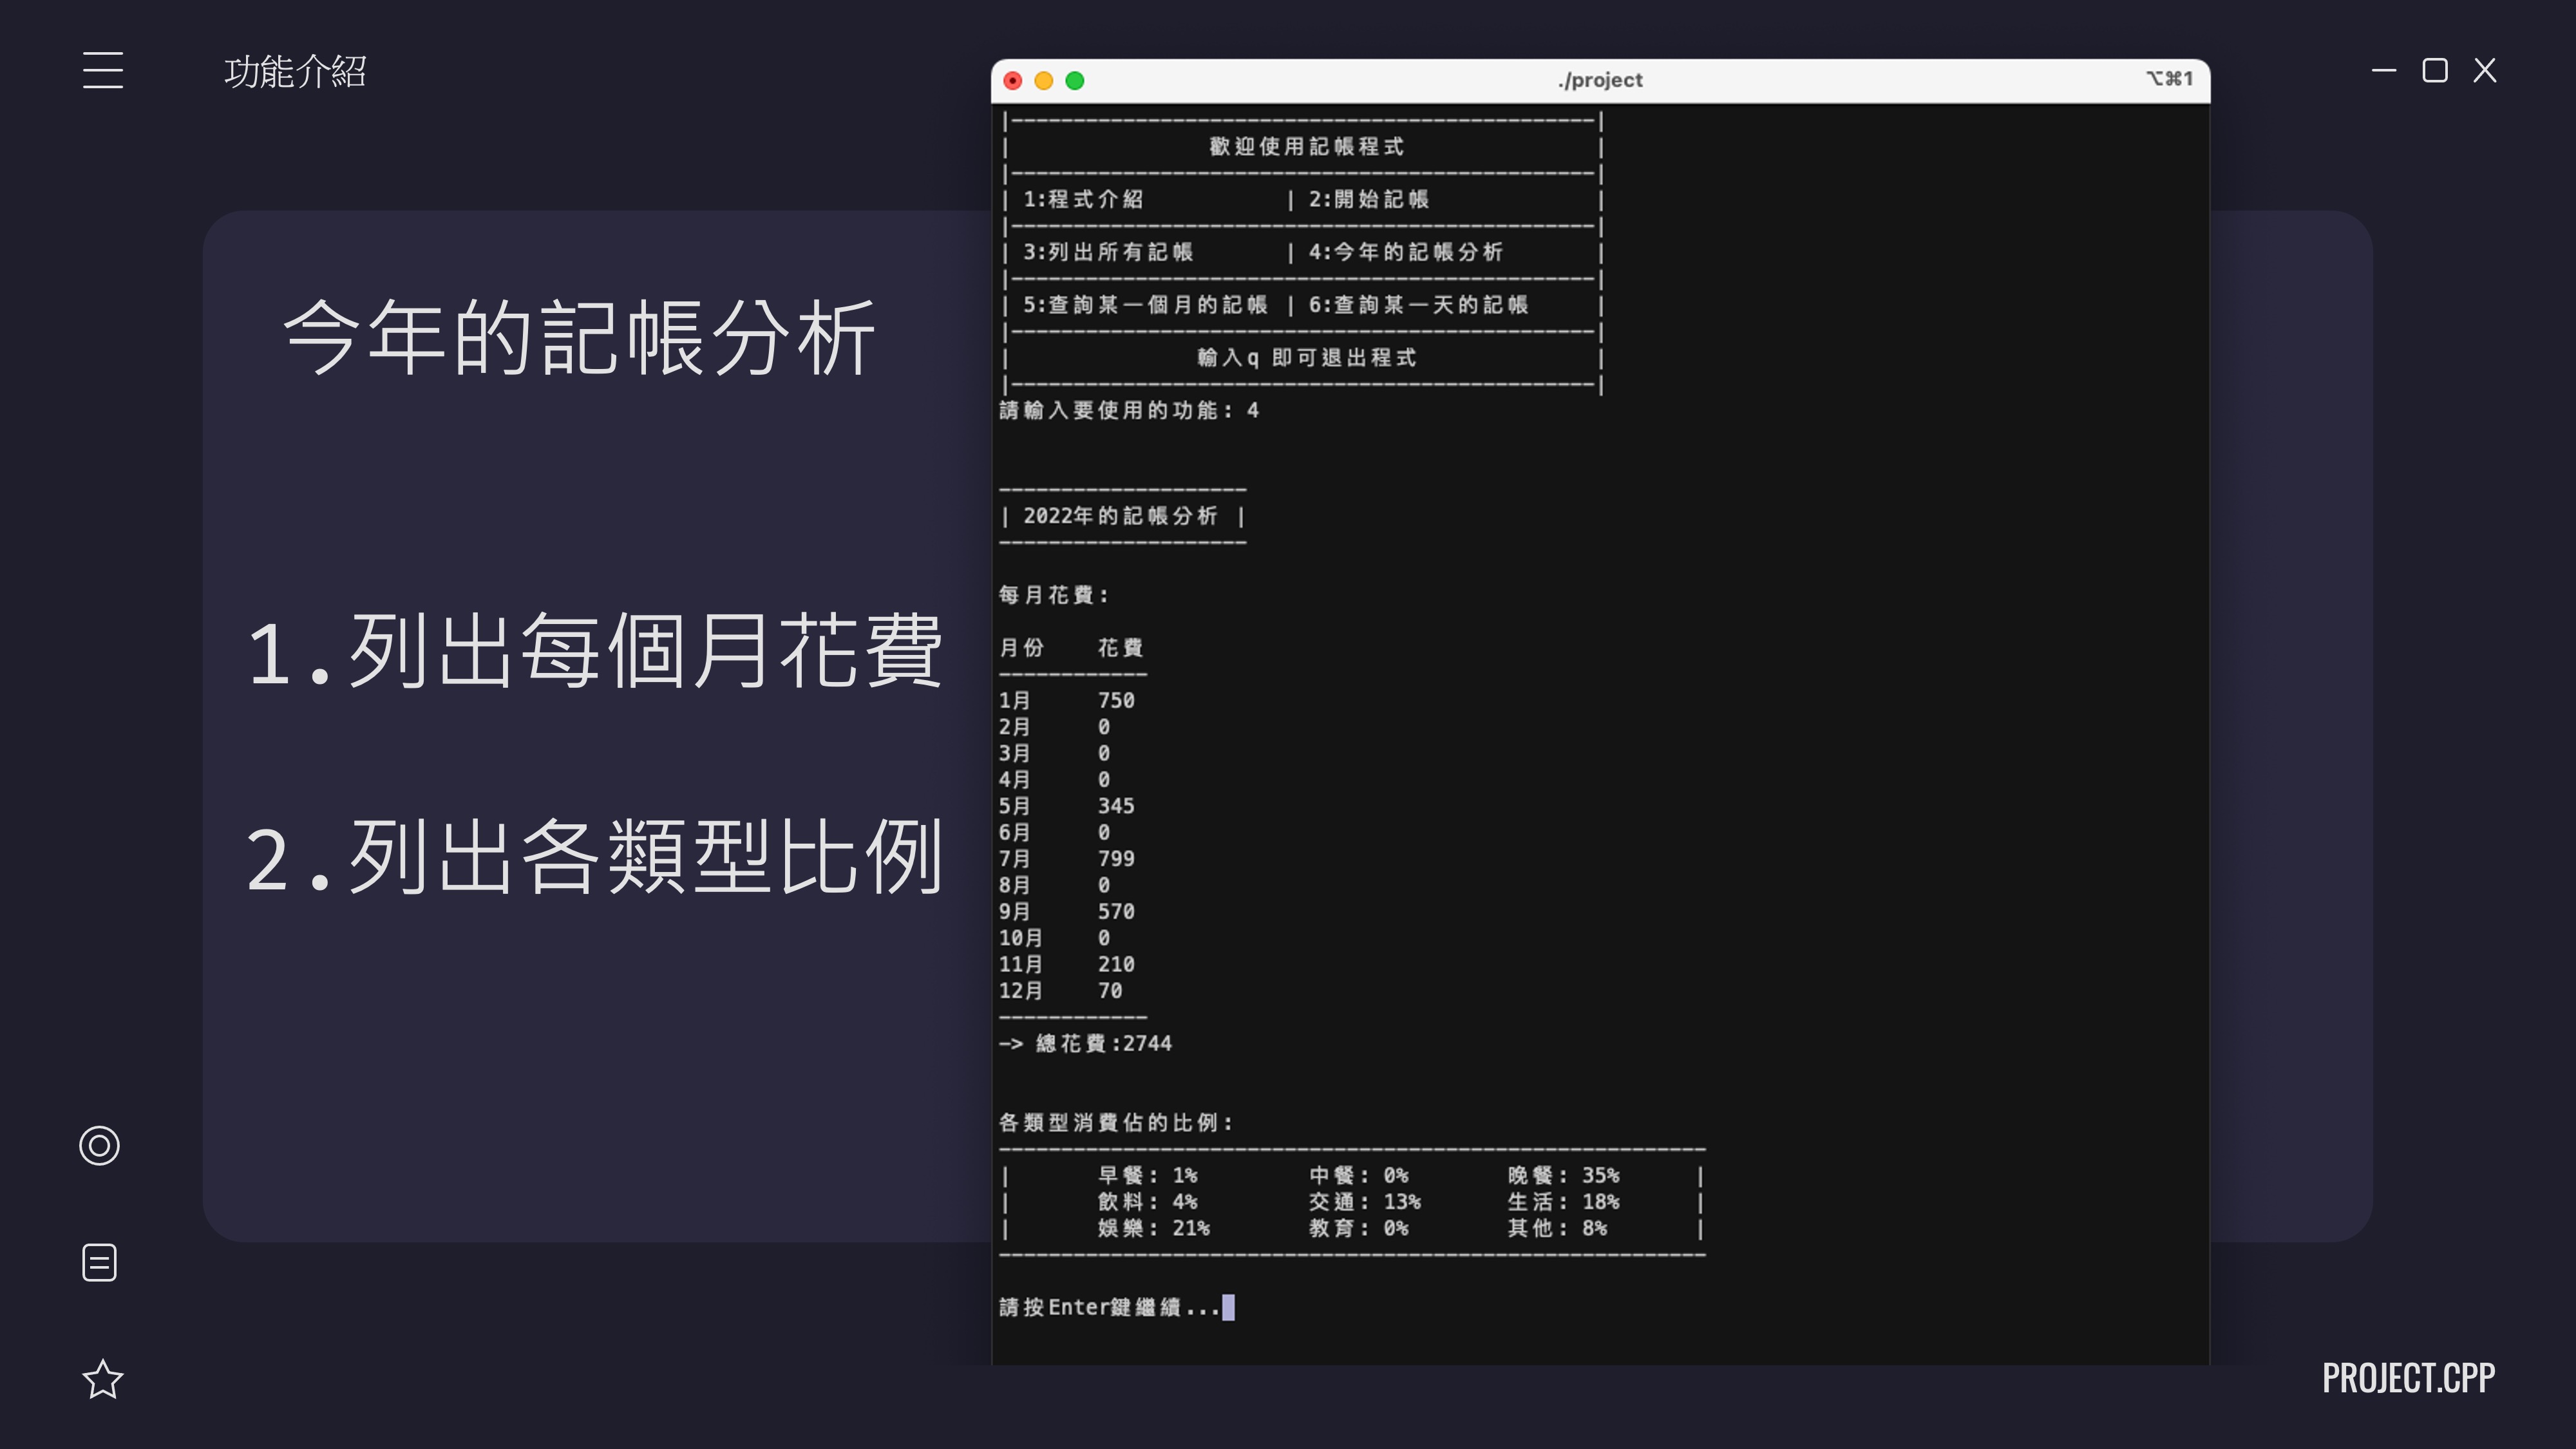 功能介紹
今年的記帳分析
1.列出每個月花費
2.列出各類型比例
./project
⌥⌘1
|-----------------------------------------------|
| 歡迎使用記帳程式 |
|-----------------------------------------------|
| 1:程式介紹 | 2:開始記帳 |
|-----------------------------------------------|
| 3:列出所有記帳 | 4:今年的記帳分析 |
|-----------------------------------------------|
| 5:查詢某一個月的記帳 | 6:查詢某一天的記帳 |
|-----------------------------------------------|
| 輸入q 即可退出程式 |
|-----------------------------------------------|
請輸入要使用的功能: 4
--------------------
| 2022年的記帳分析 |
--------------------
每月花費:
月份 花費
------------
1月 750
2月 0
3月 0
4月 0
5月 345
6月 0
7月 799
8月 0
9月 570
10月 0
11月 210
12月 70
------------
-> 總花費:2744
各類型消費佔的比例:
---------------------------------------------------------
| 早餐: 1% 中餐: 0% 晚餐: 35% |
| 飲料: 4% 交通: 13% 生活: 18% |
| 娛樂: 21% 教育: 0% 其他: 8% |
---------------------------------------------------------
請按Enter鍵繼續...
PROJECT.CPP